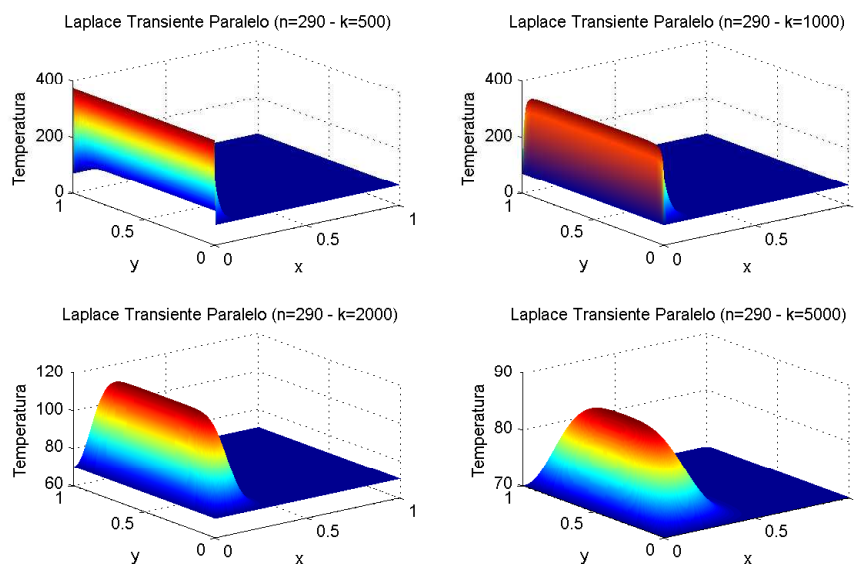 Laplace Transiente Paralelo (n=290 - k=500)
400
200
0
Temperatura
1
0.5
0
y
0
0.5
1
x
Laplace Transiente Paralelo (n=290 - k=1000)
400
200
0
Temperatura
1
0.5
0
y
0
0.5
1
x
Laplace Transiente Paralelo (n=290 - k=2000)
120
100
80
60
Temperatura
1
0.5
0
y
0
0.5
1
x
Laplace Transiente Paralelo (n=290 - k=5000)
90
80
70
Temperatura
1
0.5
0
y
0
0.5
1
x